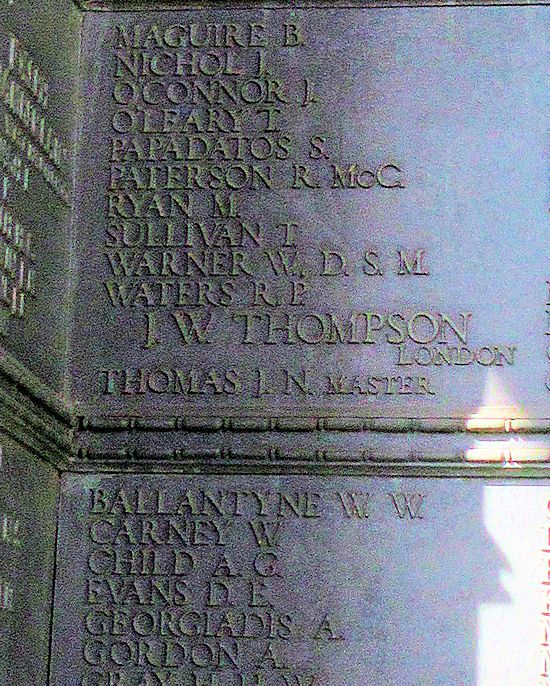 MAGUIRE B.
NICHOL J.
O'CONNOR J.
O'LEARY T.
PAPADATOS S.
PATERSON R. McG.
RYAN M.
SULLIVAN T.
WARNER W., D. S. M.
WATERS R. P.
J. W. THOMPSON
LONDON
THOMAS J. N. MASTER
BALLANTYNE W. W.
CARNEY W.
CHILD A. G.
EVANS D. E.
GEORGIADIS A.
GORDON A.
GRAY H. H. W.